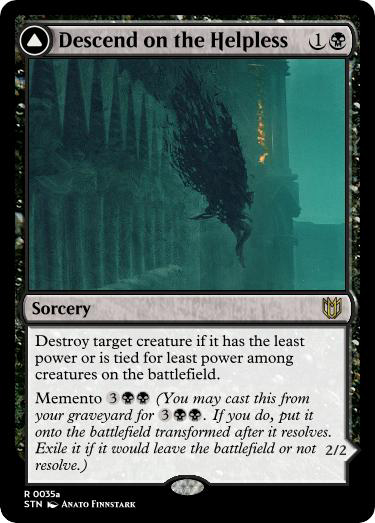 Descend on the Helpless 1
Sorcery
Destroy target creature if it has the least
power or is tied for least power among
creatures on the battlefield.
Memento 3 (You may cast this from
your graveyard for 3. If you do, put it
onto the battlefield transformed after it resolves.
Exile it if it would leave the battlefield or not
resolve.)
2/2
R 0035a
STN Anato Finnstark